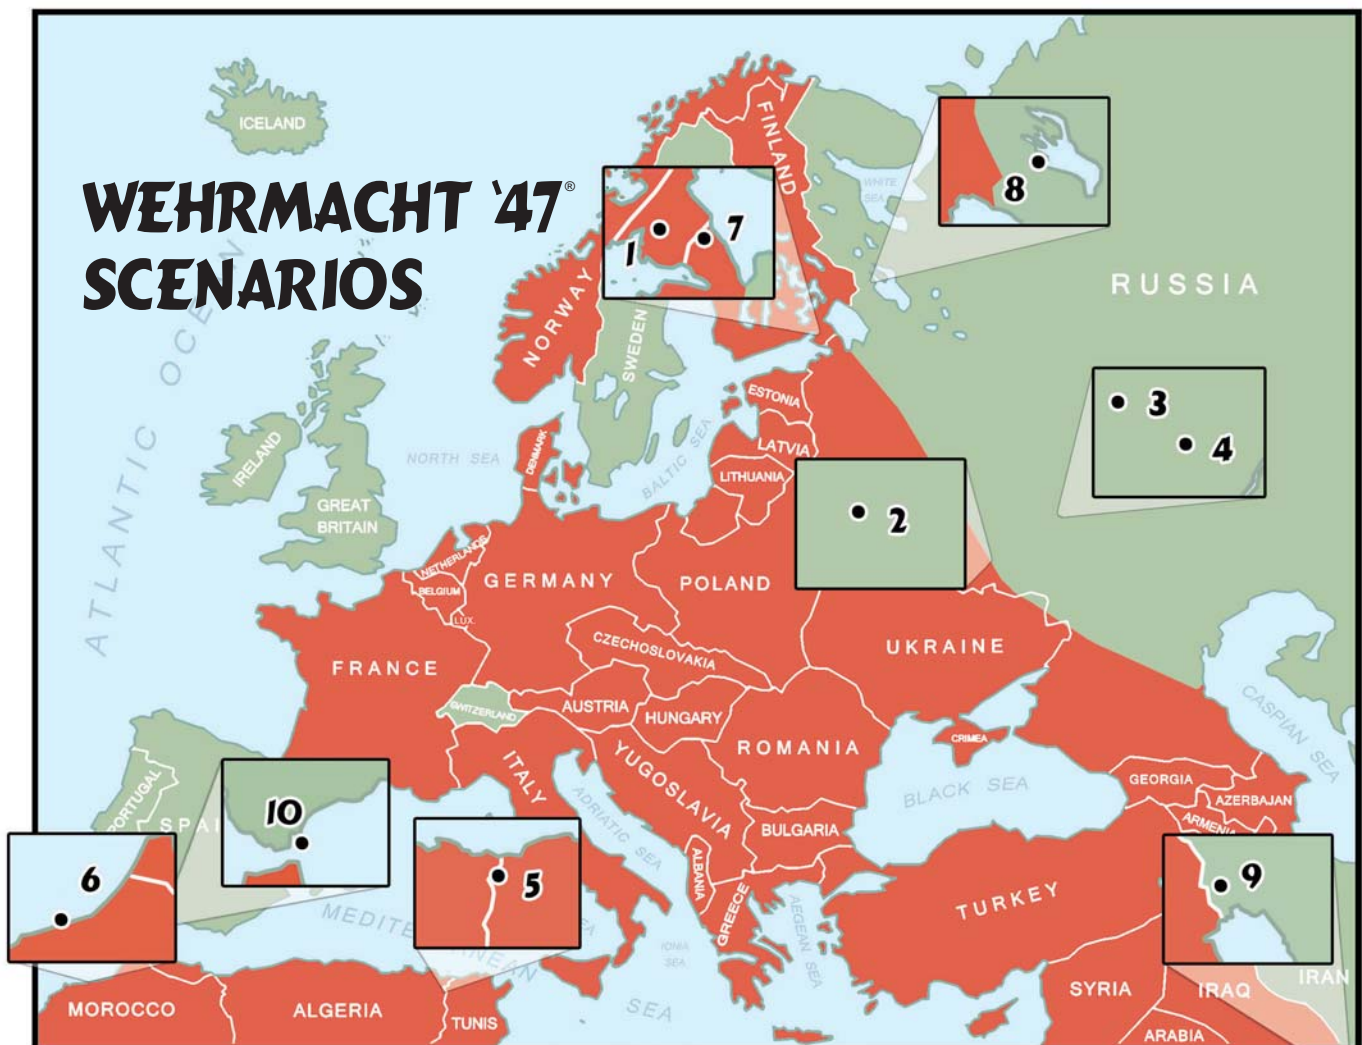 ICELAND
WEHRMACHT ‘47®
SCENARIOS
ATLANTIC OCEAN
FINLAND
WHITE
SEA
8
1
7
RUSSIA
NORWAY
SWEDEN
3
4
ESTONIA
LATVIA
LITHUANIA
NORTH SEA
DENMARK
BALTIC SEA
IRELAND
GREAT
BRITAIN
2
NETHERLANDS
BELGIUM
LUX.
GERMANY
POLAND
CZECHOSLOVAKIA
UKRAINE
FRANCE
SWITZERLAND
AUSTRIA
HUNGARY
ROMANIA
CRIMEA
CASPIAN SEA
ITALY
YUGOSLAVIA
BLACK SEA
GEORGIA
AZERBAJAN
ARMENIA
PORTUGAL
SPAI
10
ADRIATIC SEA
BULGARIA
ALBANIA
GREECE
6
5
9
MEDITE
RANEAN
SEA
IONIA
SEA
AEGEAN SEA
TURKEY
SYRIA
IRAQ
IRAN
MOROCCO
ALGERIA
TUNIS
ARABIA